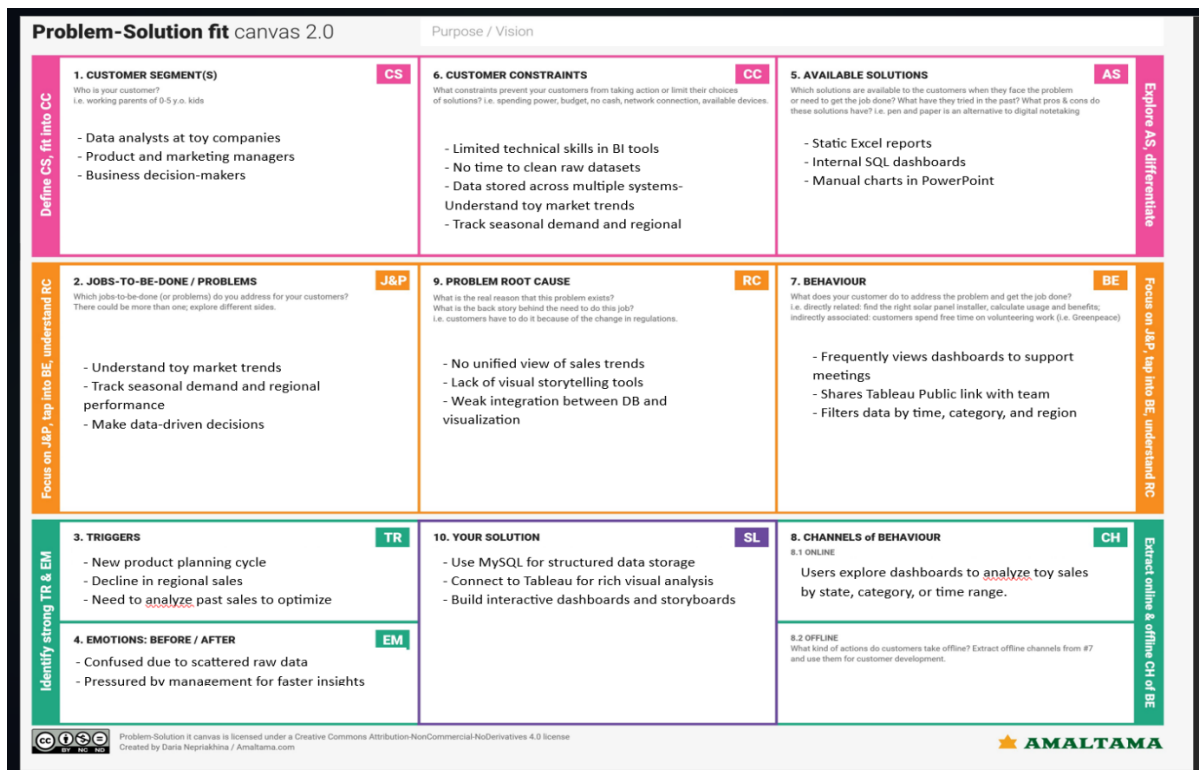 Problem-Solution fit canvas 2.0
Purpose / Vision
Define CS, fit into CC
1. CUSTOMER SEGMENT(S)
CS
Who is your customer?
i.e. working parents of 0-5 y.o. kids
- Data analysts at toy companies
- Product and marketing managers
- Business decision-makers
6. CUSTOMER CONSTRAINTS
CC
What constraints prevent your customers from taking action or limit their choices
of solutions? i.e. spending power, budget, no cash, network connection, available devices.
- Limited technical skills in BI tools
- No time to clean raw datasets
- Data stored across multiple systems-
Understand toy market trends
- Track seasonal demand and regional
5. AVAILABLE SOLUTIONS
AS
Which solutions are available to the customers when they face the problem
or need to get the job done? What have they tried in the past? What pros & cons do
these solutions have? i.e. pen and paper is an alternative to digital notetaking
- Static Excel reports
- Internal SQL dashboards
- Manual charts in PowerPoint
Explore AS, differentiate
Focus on J&P, tap into BE, understand RC
2. JOBS-TO-BE-DONE / PROBLEMS
J&P
Which jobs-to-be-done (or problems) do you address for your customers?
There could be more than one; explore different sides.
- Understand toy market trends
- Track seasonal demand and regional
performance
- Make data-driven decisions
9. PROBLEM ROOT CAUSE
RC
What is the real reason that this problem exists?
What is the back story behind the need to do this job?
i.e. customers have to do it because of the change in regulations.
- No unified view of sales trends
- Lack of visual storytelling tools
- Weak integration between DB and
visualization
7. BEHAVIOUR
BE
What does your customer do to address the problem and get the job done?
i.e. directly related: find the right solar panel installer, calculate usage and benefits;
indirectly associated: customers spend free time on volunteering work (i.e. Greenpeace)
- Frequently views dashboards to support
meetings
- Shares Tableau Public link with team
- Filters data by time, category, and region
Focus on J&P, tap into BE, understand RC
Identify strong TR & EM
3. TRIGGERS
TR
- New product planning cycle
- Decline in regional sales
- Need to analyze past sales to optimize
4. EMOTIONS: BEFORE / AFTER
EM
- Confused due to scattered raw data
- Pressured by management for faster insights
10. YOUR SOLUTION
SL
- Use MySQL for structured data storage
- Connect to Tableau for rich visual analysis
- Build interactive dashboards and storyboards
8. CHANNELS of BEHAVIOUR
CH
8.1 ONLINE
Users explore dashboards to analyze toy sales
by state, category, or time range.
8.2 OFFLINE
What kind of actions do customers take offline? Extract offline channels from #7
and use them for customer development.
Extract online & offline CH of BE
CC
BY NC ND
Problem-Solution it canvas is licensed under a Creative Commons Attribution-NonCommercial-NoDerivatives 4.0 license
Created by Daria Nepriakhina / Amaltama.com
AMALTAMA